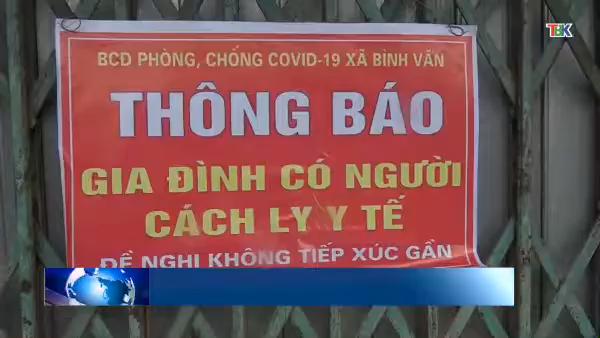 BCĐ PHÒNG, CHỐNG COVID-19 XÃ BÌNH VĂN
THÔNG BÁO
GIA ĐÌNH CÓ NGƯỜI
CÁCH LY Y TẾ
ĐỀ NGHỊ KHÔNG TIẾP XÚC GẦN
TBK